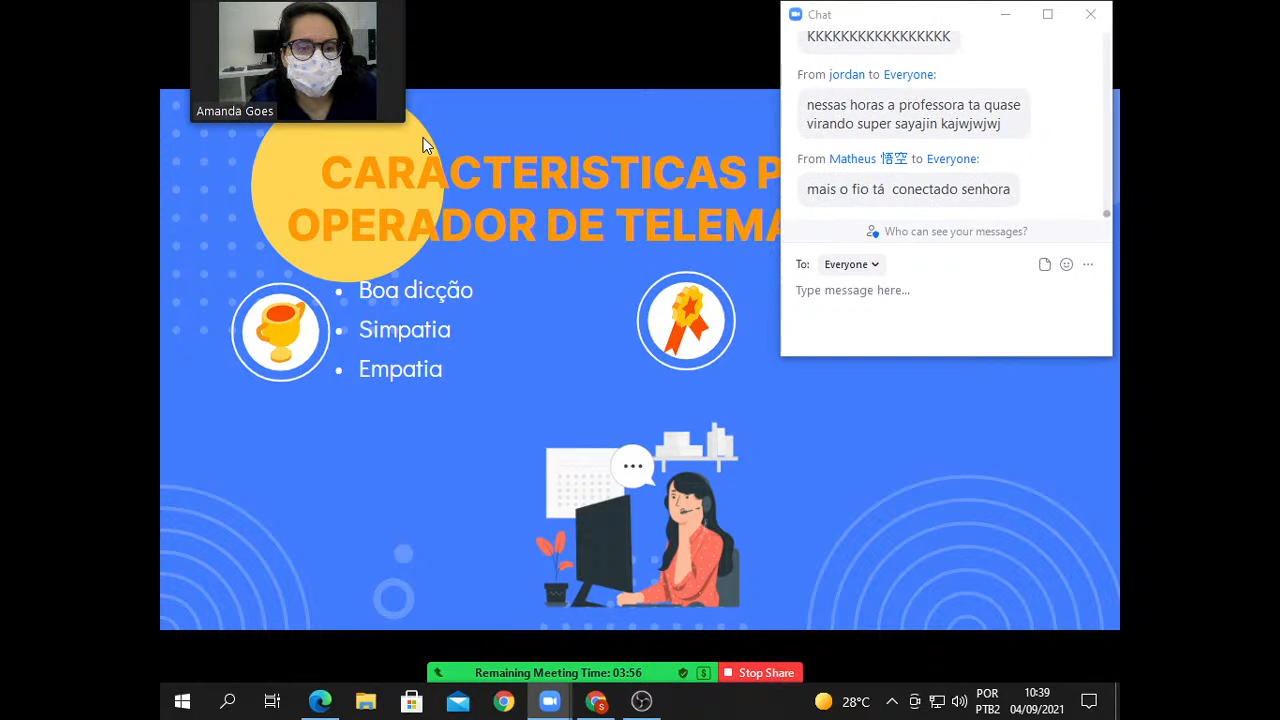 Amanda Goes
CARACTERISTICAS P
OPERADOR DE TELEMA
Boa dicção
Simpatia
Empatia
Chat
KKKKKKKKKKKKKKKKK
From jordan to Everyone:
nessas horas a professora ta quase
virando super sayajin kajwjwjwj
From Matheus 悟空 to Everyone:
mais o fio tá conectado senhora
Who can see your messages?
To: Everyone
Type message here...
Remaining Meeting Time: 03:56
Stop Share
28°C
POR
PTB2
10:39
04/09/2021